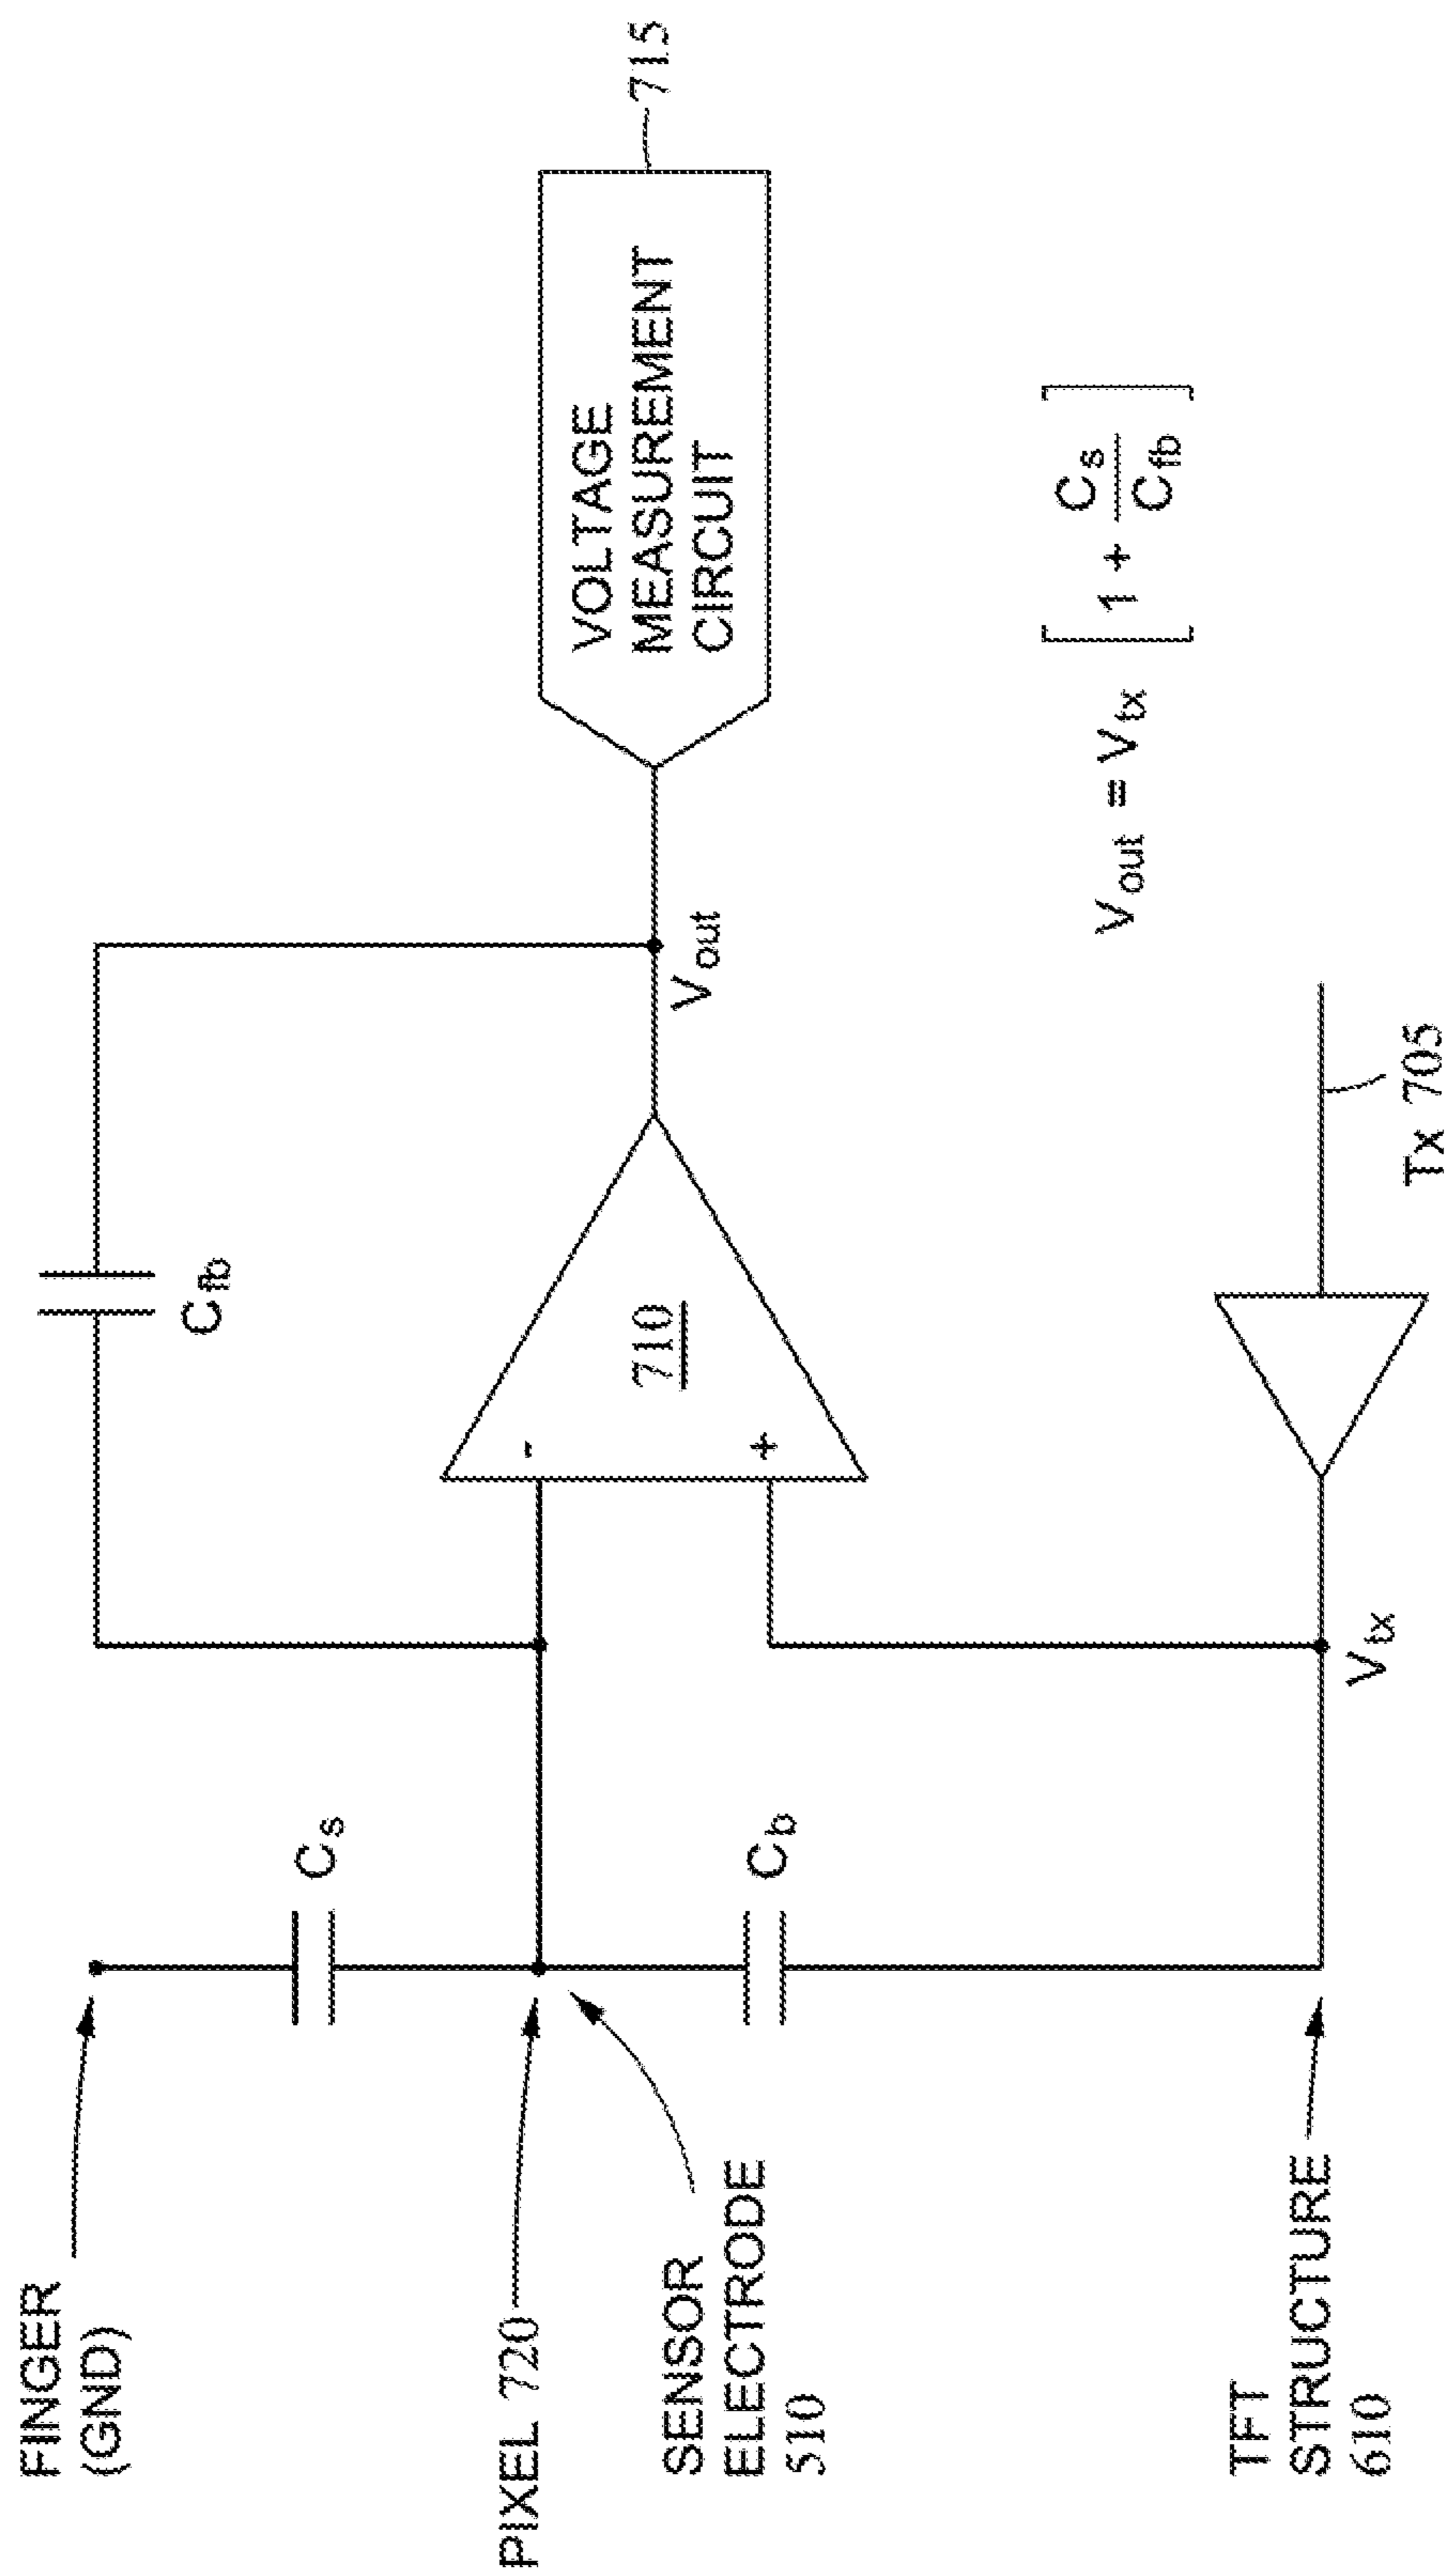 FINGER
(GND)
PIXEL 720
SENSOR
ELECTRODE
510
TFT
STRUCTURE
610
Cs
Cb
Cfb
-
+
710
Vtx
Tx 705
Vout
VOLTAGE
MEASUREMENT
CIRCUIT
715
Vout = Vtx [ 1 + Cs / Cfb ]